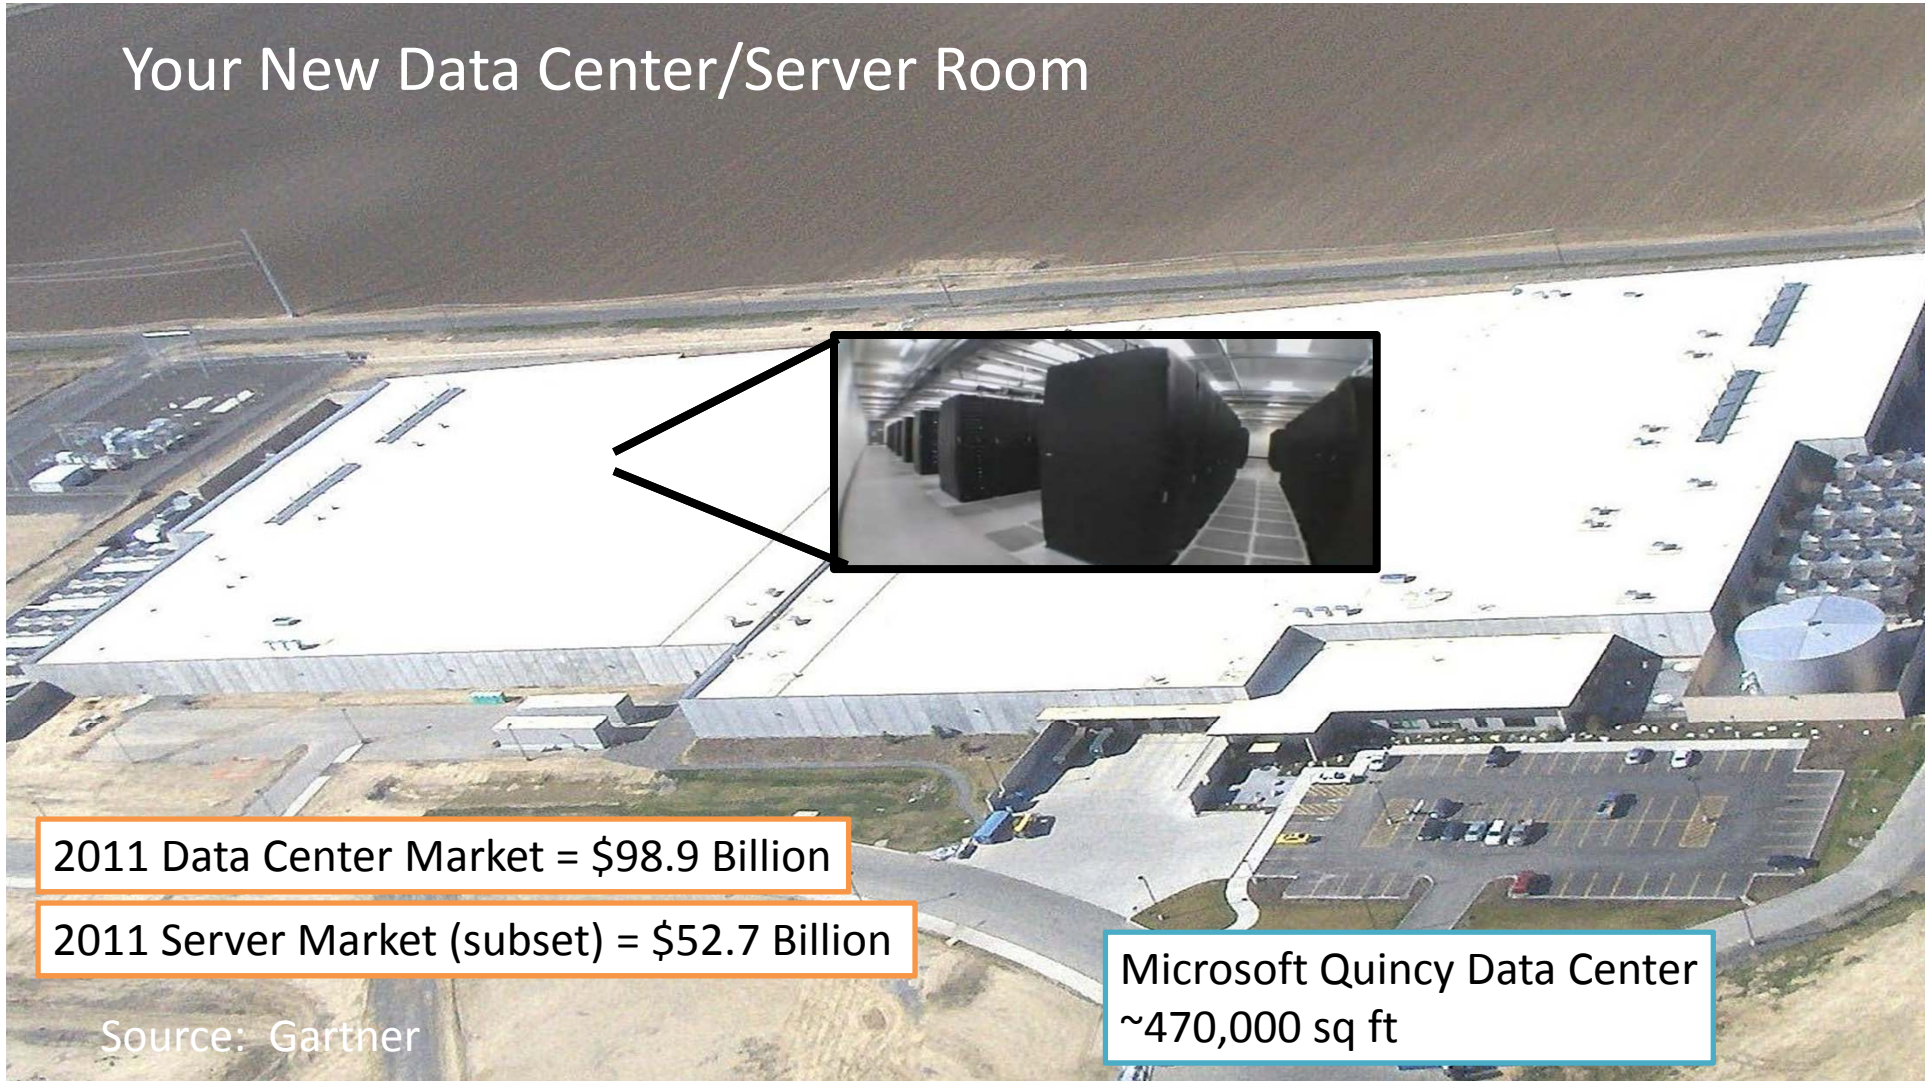 Your New Data Center/Server Room
2011 Data Center Market = $98.9 Billion
2011 Server Market (subset) = $52.7 Billion
Microsoft Quincy Data Center
~470,000 sq ft
Source:  Gartner